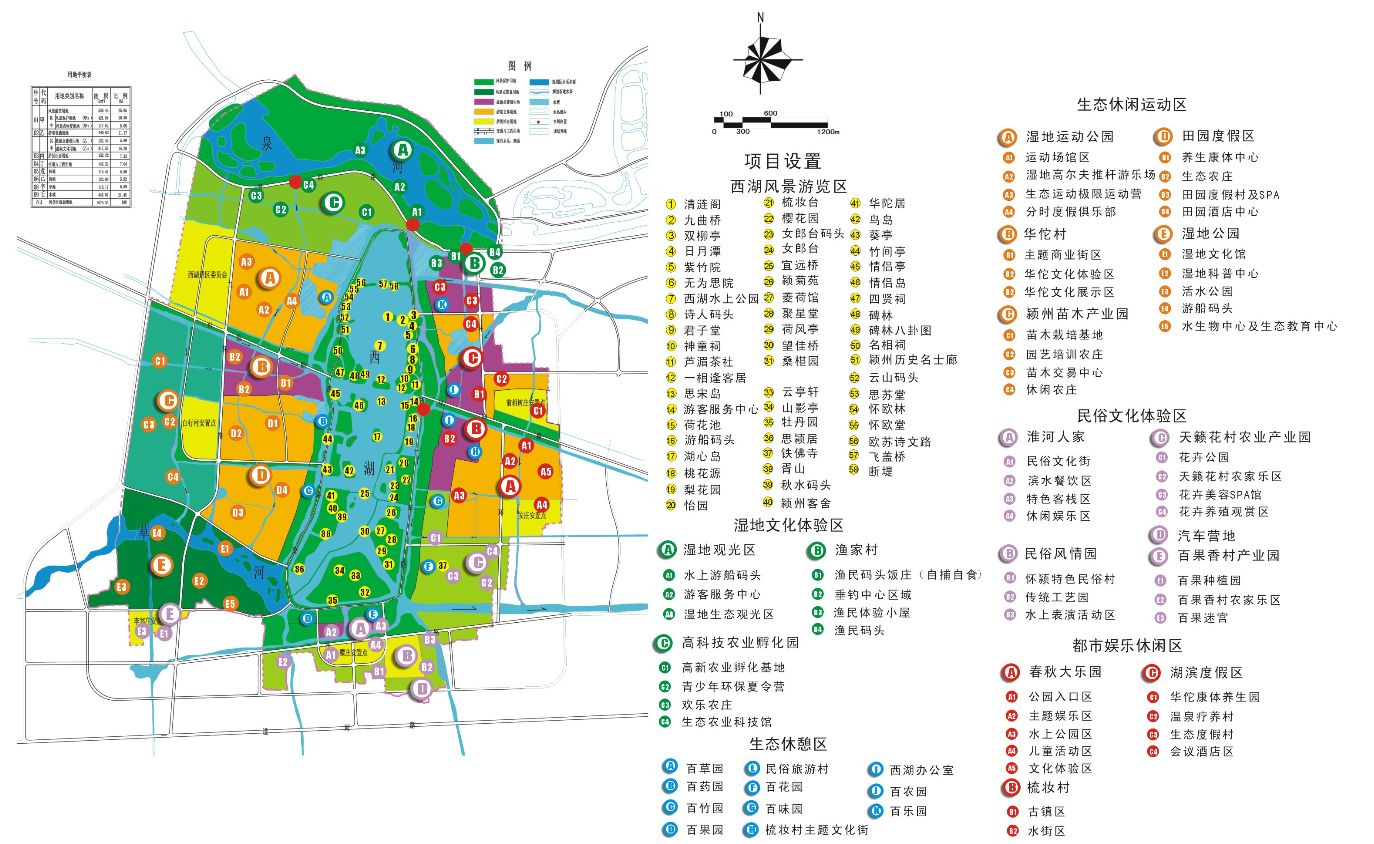 用地平衡表
序号 代码 用地类别名称 面积 比例
图 例
N
100 600
0 300 1200m
项目设置
西湖风景游览区
1 清涟阁
2 九曲桥
3 双柳亭
4 日月潭
5 紫竹院
6 无为思院
7 西湖水上公园
8 诗人码头
9 君子堂
10 神童祠
11 芦湄茶社
12 一相逢客居
13 思宋岛
14 游客服务中心
15 荷花池
16 游船码头
17 湖心岛
18 桃花源
19 梨花园
20 怡园
21 梳妆台
22 樱花园
23 女郎台码头
24 女郎台
25 宜远桥
26 颖菊苑
27 菱荷馆
28 聚星堂
29 荷风亭
30 望佳桥
31 桑椹园
33 云亭轩
34 山影亭
35 牡丹园
36 思颖居
37 铁佛寺
38 胥山
39 秋水码头
40 颖州客舍
41 华陀居
42 鸟岛
43 葵亭
44 竹间亭
45 情侣亭
46 情侣岛
47 四贤祠
48 碑林
49 碑林八卦图
50 名相祠
51 颖州历史名士廊
52 云山码头
53 思苏堂
54 怀欧林
55 怀欧堂
56 欧苏诗文路
57 飞盖桥
58 断堤
湿地文化体验区
A 湿地观光区
A1 水上游船码头
A2 游客服务中心
A3 湿地生态观光区
B 渔家村
B1 渔民码头饭庄（自捕自食）
B2 垂钓中心区域
B3 渔民体验小屋
B4 渔民码头
C 高科技农业孵化园
C1 高新农业孵化基地
C2 青少年环保夏令营
C3 欢乐农庄
C4 生态农业科技馆
生态休憩区
A 百草园
B 百药园
C 百竹园
D 百果园
E 民俗旅游村
F 百花园
G 百味园
H 梳妆村主题文化街
I 西湖办公室
J 百农园
K 百乐园
生态休闲运动区
A 湿地运动公园
A1 运动场馆区
A2 湿地高尔夫推杆游乐场
A3 生态运动极限运动营
A4 分时度假俱乐部
B 华佗村
B1 主题商业街区
B2 华佗文化体验区
B3 华佗文化展示区
C 颖州苗木产业园
C1 苗木栽培基地
C2 园艺培训农庄
C3 苗木交易中心
C4 休闲农庄
D 田园度假区
D1 养生康体中心
D2 生态农庄
D3 田园度假村及SPA
D4 田园酒店中心
E 湿地公园
E1 湿地文化馆
E2 湿地科普中心
E3 活水公园
E4 游船码头
E5 水生物中心及生态教育中心
民俗文化体验区
A 淮河人家
A1 民俗文化街
A2 滨水餐饮区
A3 特色客栈区
A4 休闲娱乐区
B 民俗风情园
B1 怀颍特色民俗村
B2 传统工艺园
B3 水上表演活动区
C 天籁花村农业产业园
C1 花卉公园
C2 天籁花村农家乐区
C3 花卉美容SPA馆
C4 花卉养殖观赏区
D 汽车营地
E 百果香村产业园
E1 百果种植园
E2 百果香村农家乐区
E3 百果迷宫
都市娱乐休闲区
A 春秋大乐园
A1 公园入口区
A2 主题娱乐区
A3 水上公园区
A4 儿童活动区
A5 文化体验区
B 梳妆村
B1 古镇区
B2 水街区
C 湖滨度假区
C1 华佗康体养生园
C2 温泉疗养村
C3 生态度假村
C4 会议酒店区
泉
河
西湖景区委员会
西
湖
白行村安置点
草
河